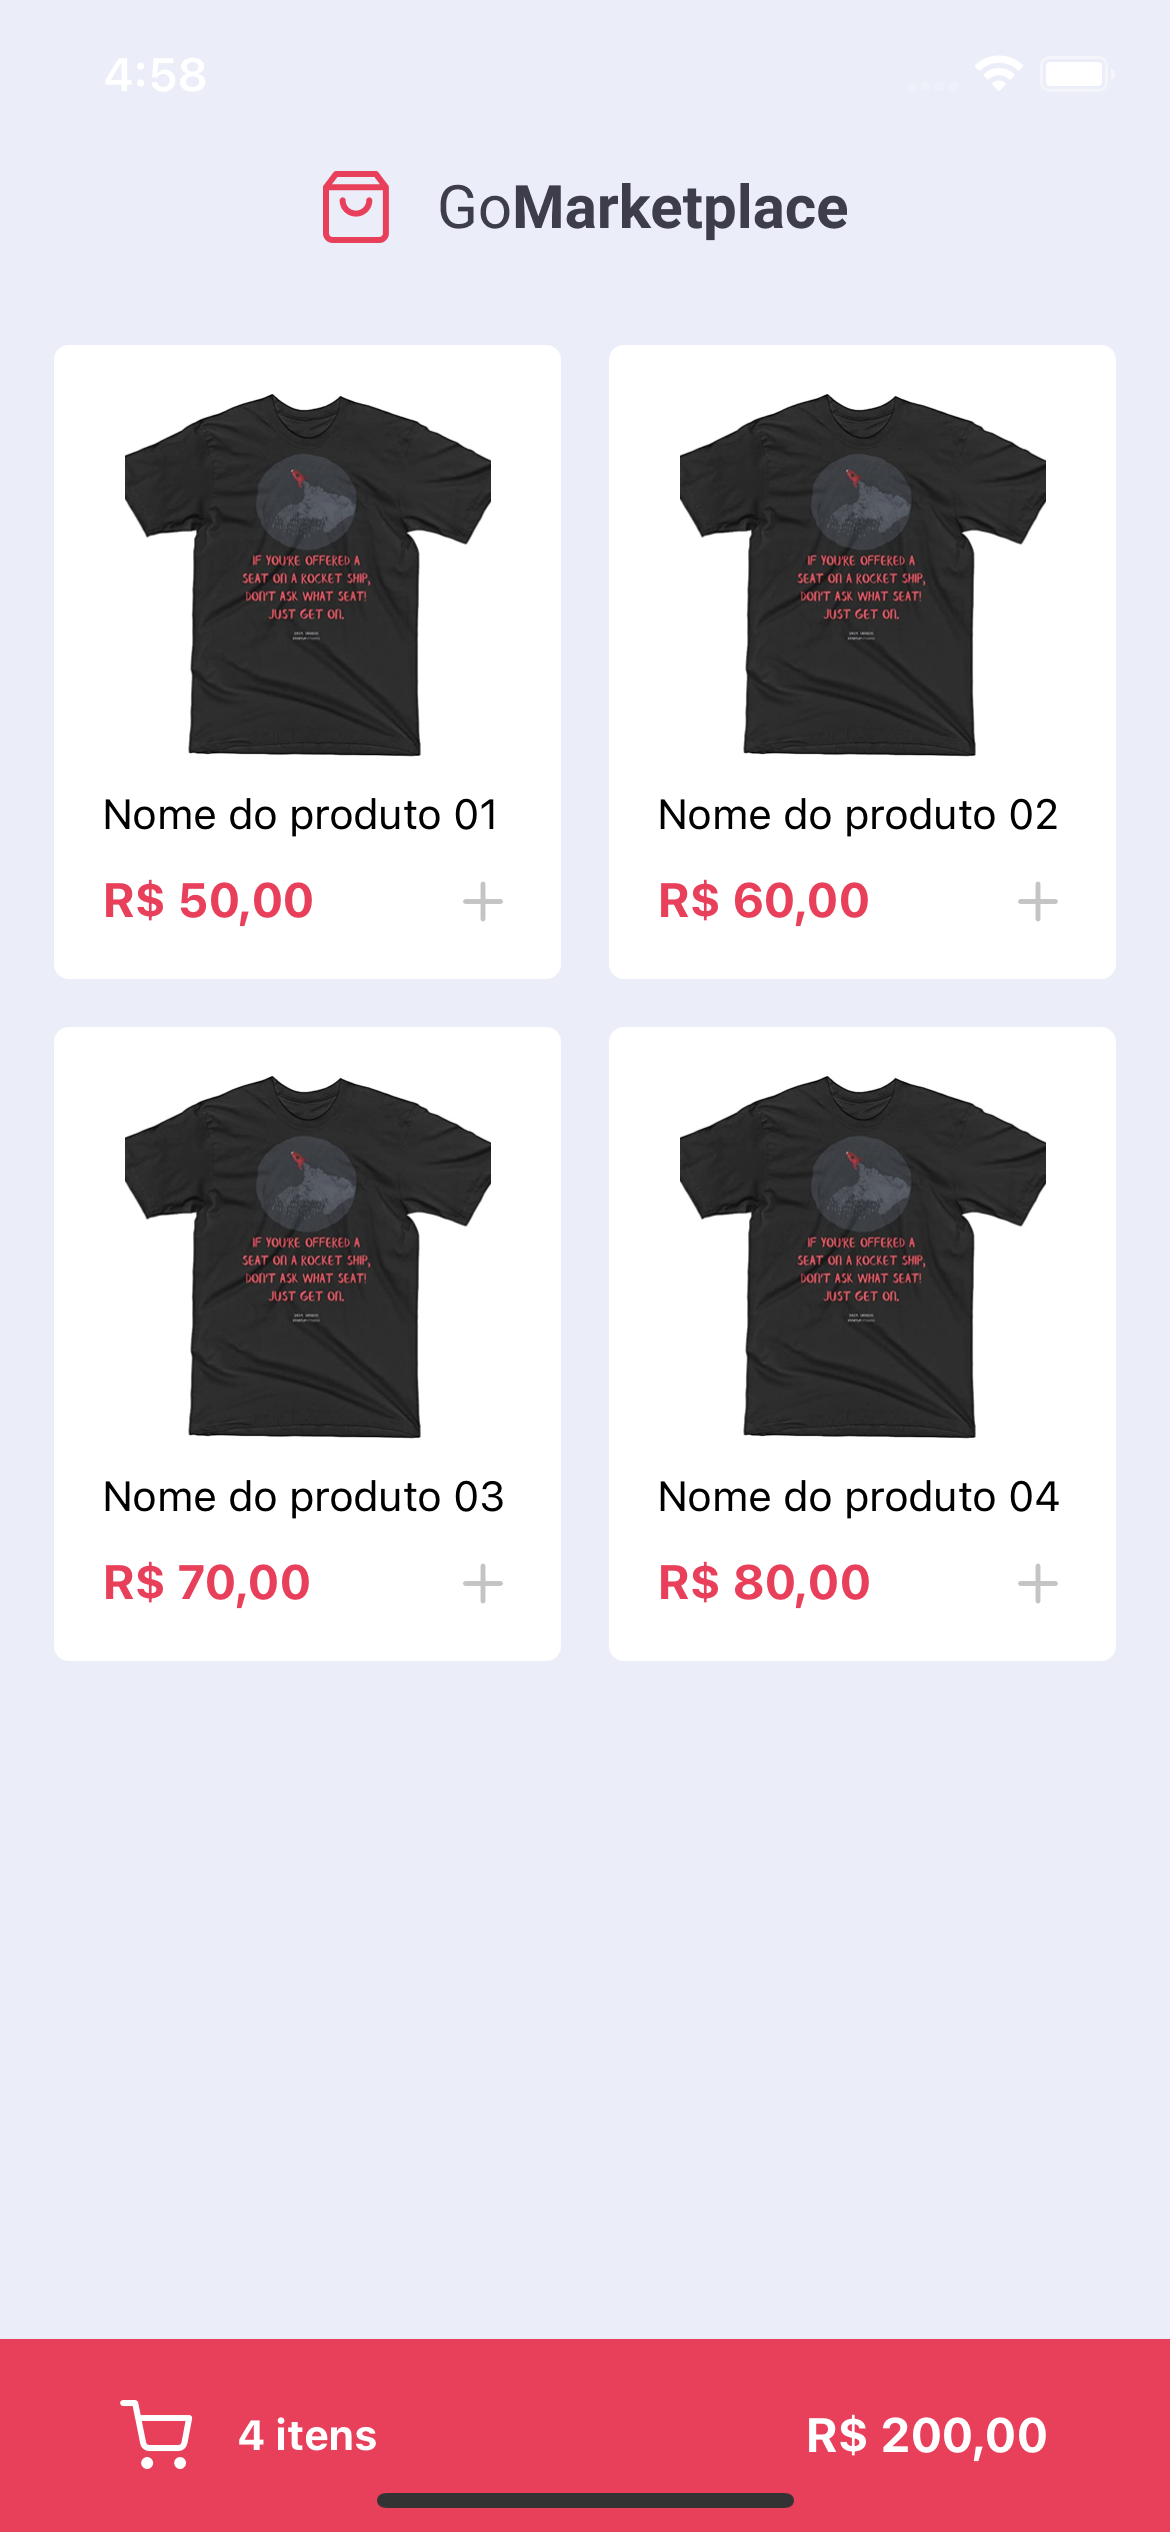 4:58
GoMarketplace
IF YOU'RE OFFERED A
SEAT ON A ROCKET SHIP,
DON'T ASK WHAT SEAT!
JUST GET ON.
Nome do produto 01
R$ 50,00
IF YOU'RE OFFERED A
SEAT ON A ROCKET SHIP,
DON'T ASK WHAT SEAT!
JUST GET ON.
Nome do produto 02
R$ 60,00
IF YOU'RE OFFERED A
SEAT ON A ROCKET SHIP,
DON'T ASK WHAT SEAT!
JUST GET ON.
Nome do produto 03
R$ 70,00
IF YOU'RE OFFERED A
SEAT ON A ROCKET SHIP,
DON'T ASK WHAT SEAT!
JUST GET ON.
Nome do produto 04
R$ 80,00
4 itens
R$ 200,00